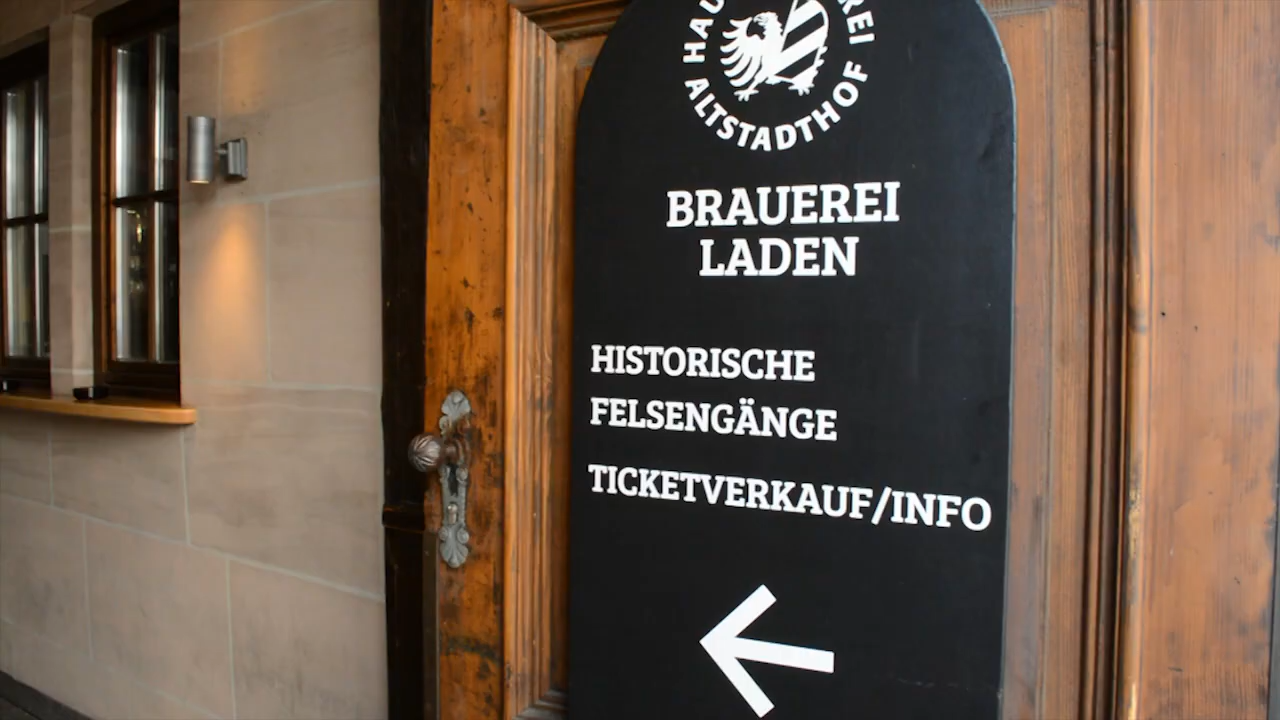 ALTSTADTHOF
BRAUEREI
LADEN
HISTORISCHE
FELSENGÄNGE
TICKETVERKAUF/INFO